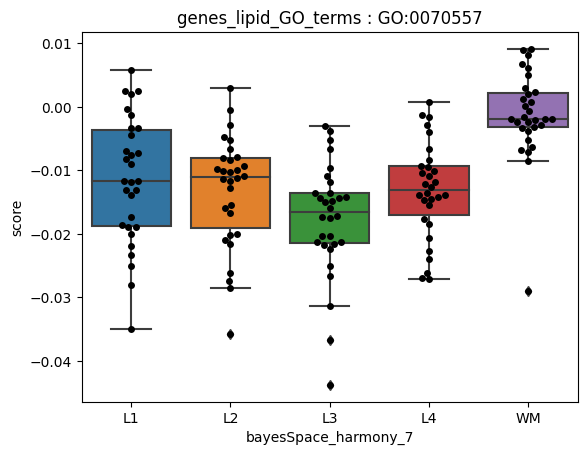 genes_lipid_GO_terms : GO:0070557
0.01
0.00
−0.01
−0.02
−0.03
−0.04
score
L1 L2 L3 L4 WM
bayesSpace_harmony_7